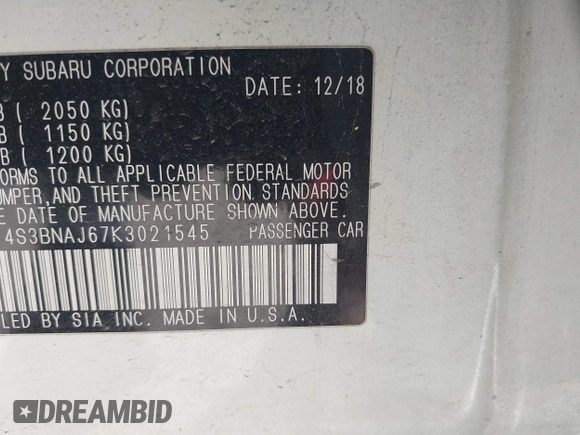 Y SUBARU CORPORATION
DATE: 12/18
B ( 2050 KG)
B ( 1150 KG)
B ( 1200 KG)
ORMS TO ALL APPLICABLE FEDERAL MOTOR
UMPER, AND THEFT PREVENTION STANDARDS
E DATE OF MANUFACTURE SHOWN ABOVE.
4S3BNAJ67K3021545 PASSENGER CAR
LED BY SIA INC. MADE IN U.S.A.
DREAMBID